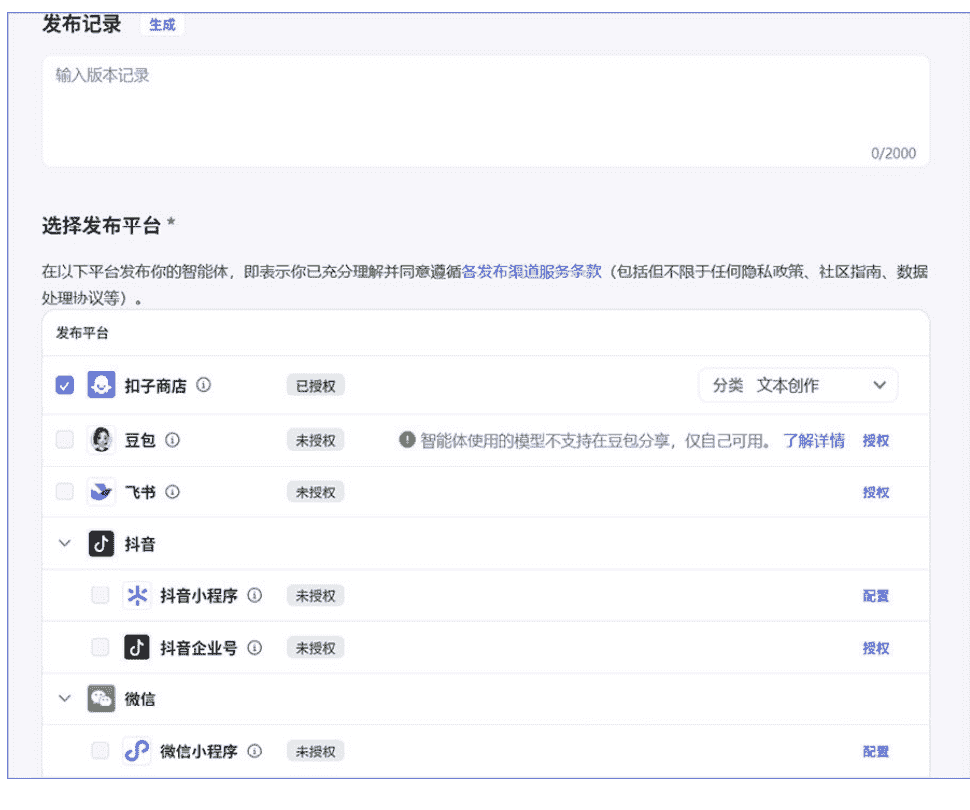 发布记录 生成
输入版本记录
0/2000
选择发布平台 *
在以下平台发布你的智能体，即表示你已充分理解并同意遵循各发布渠道服务条款（包括但不限于任何隐私政策、社区指南、数据
处理协议等）。
发布平台
扣子商店 已授权 分类 文本创作
豆包 未授权 智能体使用的模型不支持在豆包分享，仅自己可用。 了解详情 授权
飞书 未授权 授权
抖音
抖音小程序 未授权 配置
抖音企业号 未授权 授权
微信
微信小程序 未授权 配置